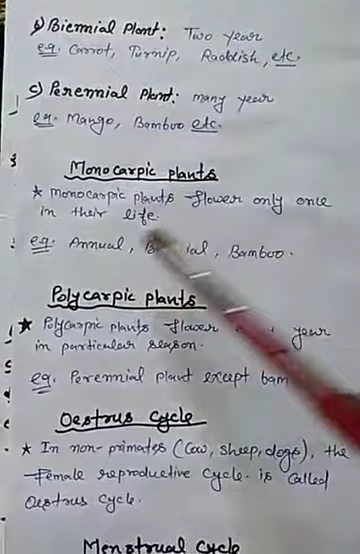 b) Biennial Plant: Two year
eg. Carrot, Turnip, Raddish, etc.
c) Perennial Plant: many year
eg. Mango, Bamboo etc.
Monocarpic plants
* Monocarpic plants flower only once
in their life.
eg. Annual, Bamboo.
Polycarpic plants
* Polycarpic plants flower year
in particular season.
eg. Perennial plant except bam
Oestrus Cycle
* In non-primates (Cow, sheep, dogs), the
Female reproductive cycle is called
Oestrus cycle.
Menstrual Cycle